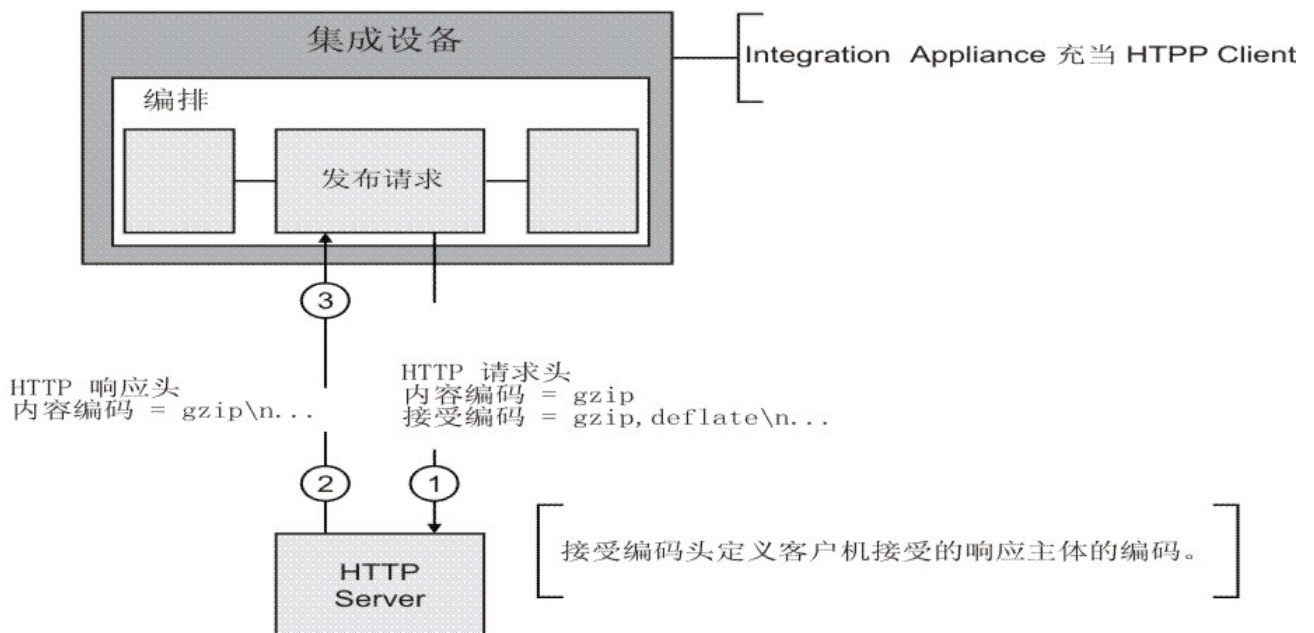 集成设备
Integration Appliance 充当 HTPP Client
编排
发布请求
3
HTTP 响应头
内容编码 = gzip\n...
HTTP 请求头
内容编码 = gzip
接受编码 = gzip,deflate\n...
2
1
HTTP
Server
接受编码头定义客户机接受的响应主体的编码。